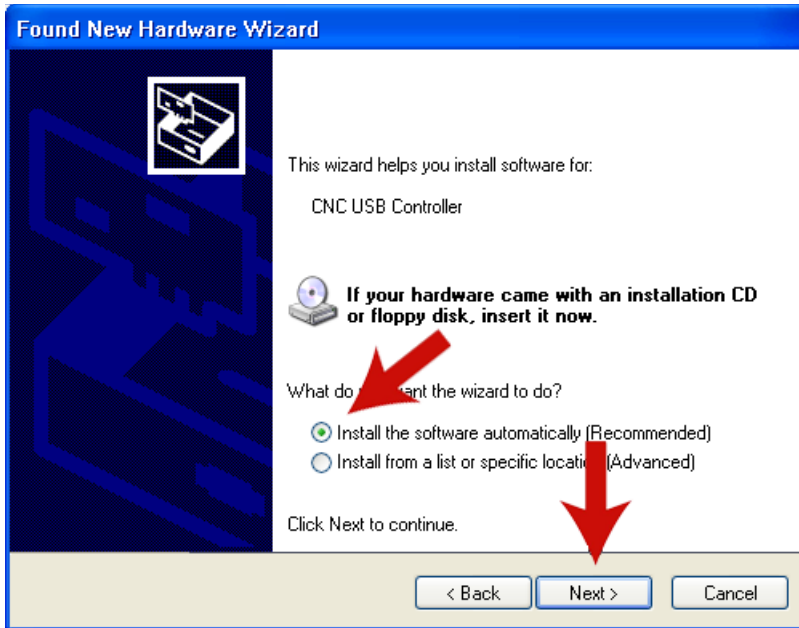 Found New Hardware Wizard
This wizard helps you install software for:
CNC USB Controller
If your hardware came with an installation CD
or floppy disk, insert it now.
What do want the wizard to do?
Install the software automatically (Recommended)
Install from a list or specific location (Advanced)
Click Next to continue.
< Back
Next >
Cancel